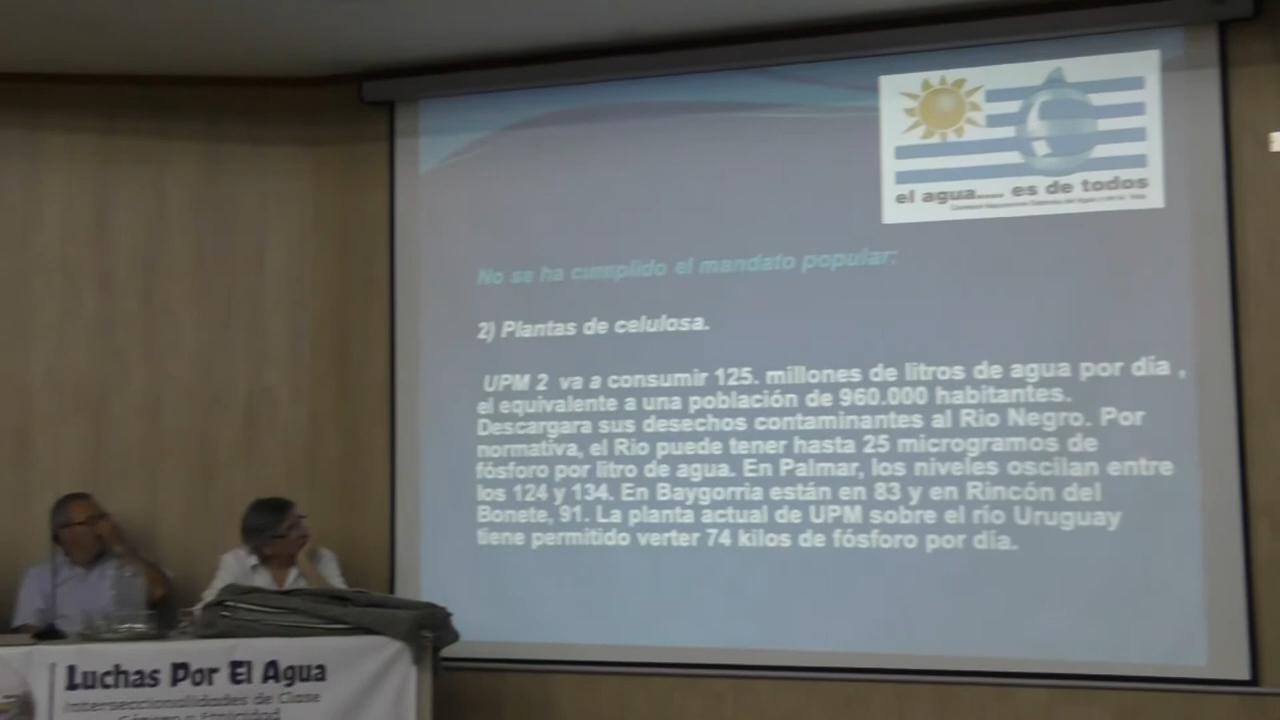 el agua.... es de todos
No se ha cumplido el mandato popular:
2) Plantas de celulosa.
UPM 2 va a consumir 125. millones de litros de agua por día ,
el equivalente a una población de 960.000 habitantes.
Descargara sus desechos contaminantes al Rio Negro. Por
normativa, el Rio puede tener hasta 25 microgramos de
fósforo por litro de agua. En Palmar, los niveles oscilan entre
los 124 y 134. En Baygorria están en 83 y en Rincón del
Bonete, 91. La planta actual de UPM sobre el río Uruguay
tiene permitido verter 74 kilos de fósforo por día.
Luchas Por El Agua
Interseccionalidades de Clase